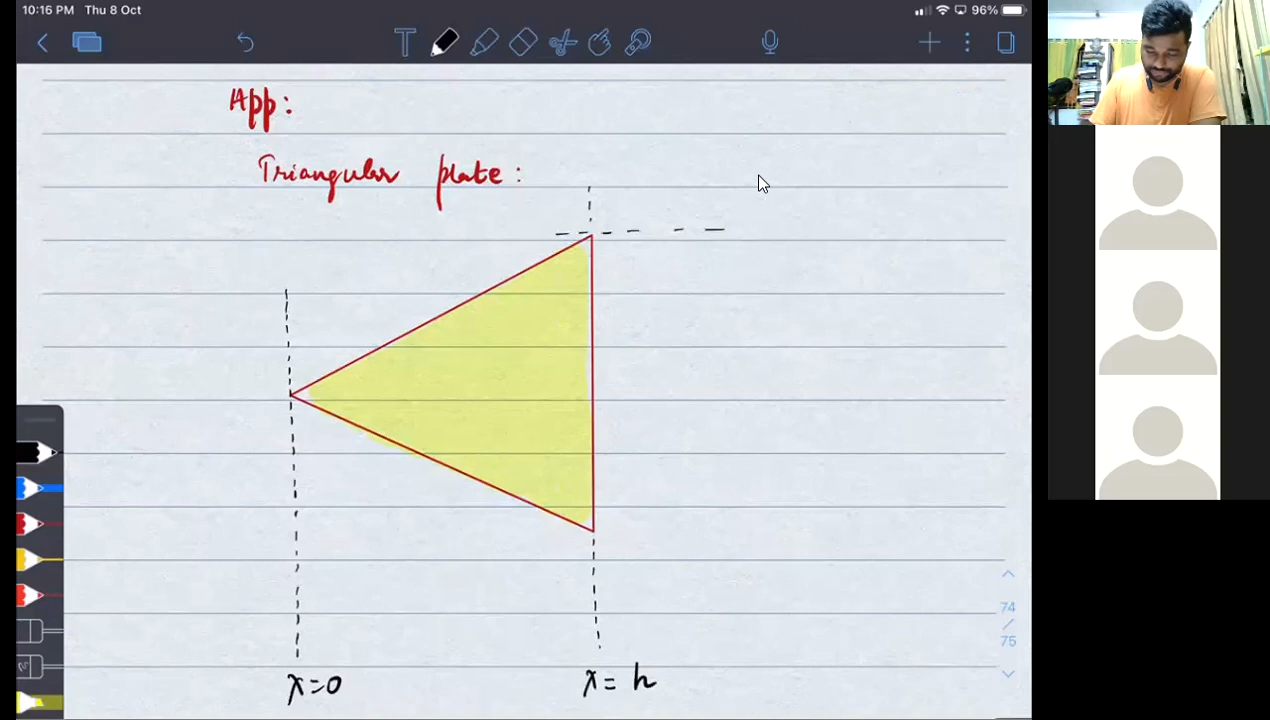 10:16 PM Thu 8 Oct 96%
T
App:
Triangular plate:
74
/
75
x=0 x=h